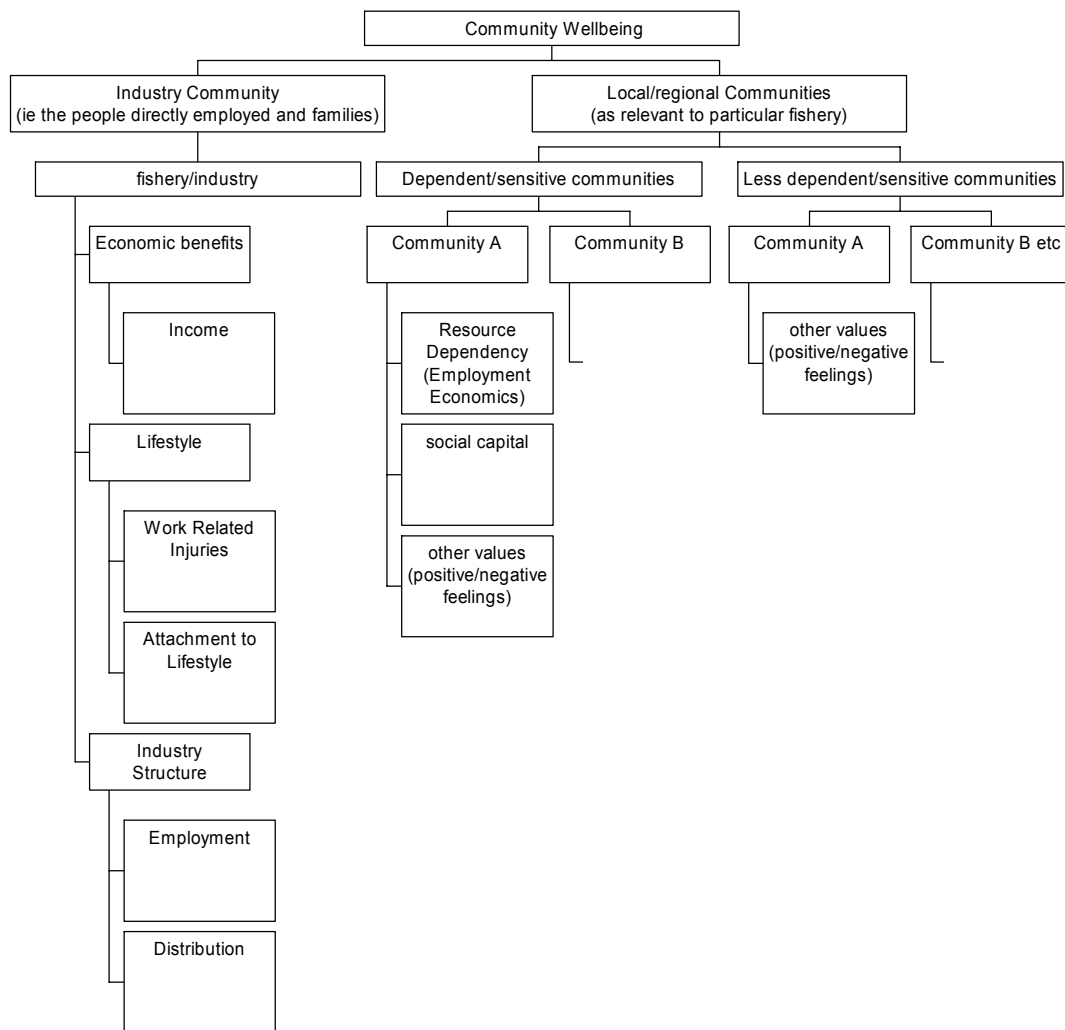 Community Wellbeing
Industry Community
(ie the people directly employed and families)
Local/regional Communities
(as relevant to particular fishery)
fishery/industry
Dependent/sensitive communities
Less dependent/sensitive communities
Economic benefits
Community A
Community B
Community A
Community B etc
Income
Resource
Dependency
(Employment
Economics)
other values
(positive/negative
feelings)
Lifestyle
social capital
Work Related
Injuries
other values
(positive/negative
feelings)
Attachment to
Lifestyle
Industry
Structure
Employment
Distribution